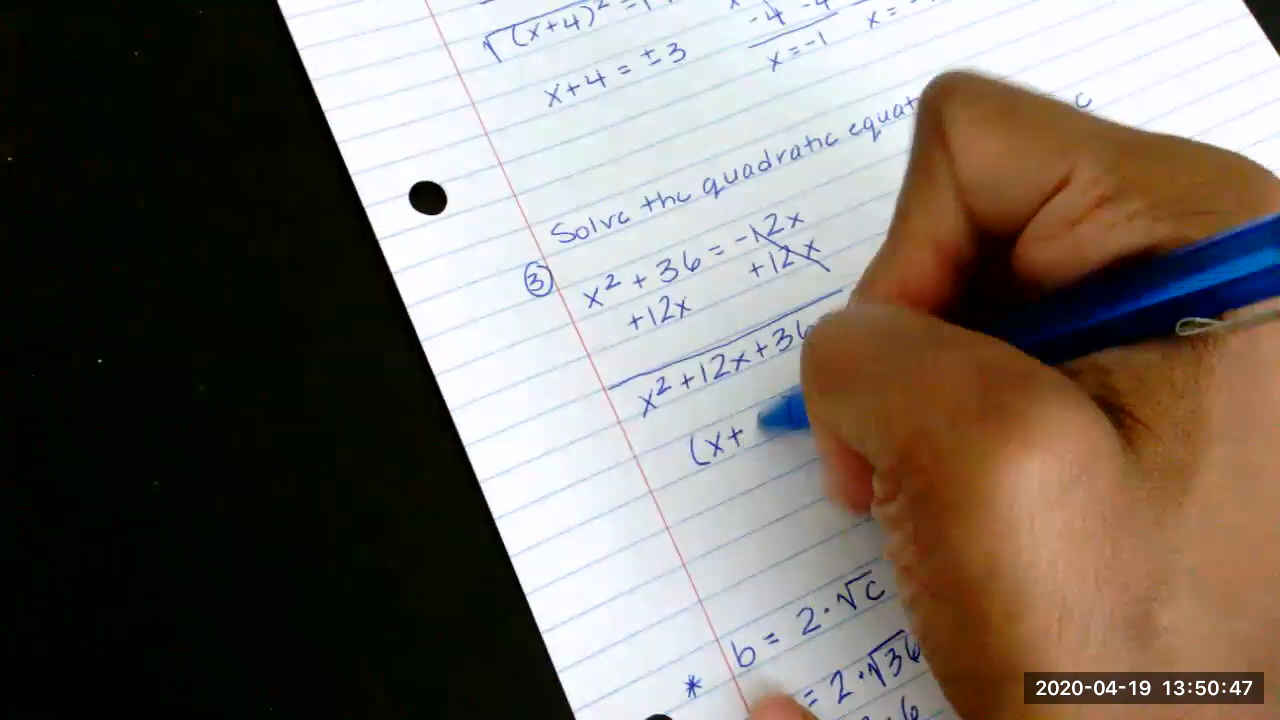 √(x+4)²
-4 -4
x+4 = ±3
x=-1
x=
Solve the quadratic
③ x² + 36 = -12x
+12x +12x
x² + 12x + 36
(x+
b = 2·√c
* = 2·√36
·6
2020-04-19 13:50:47